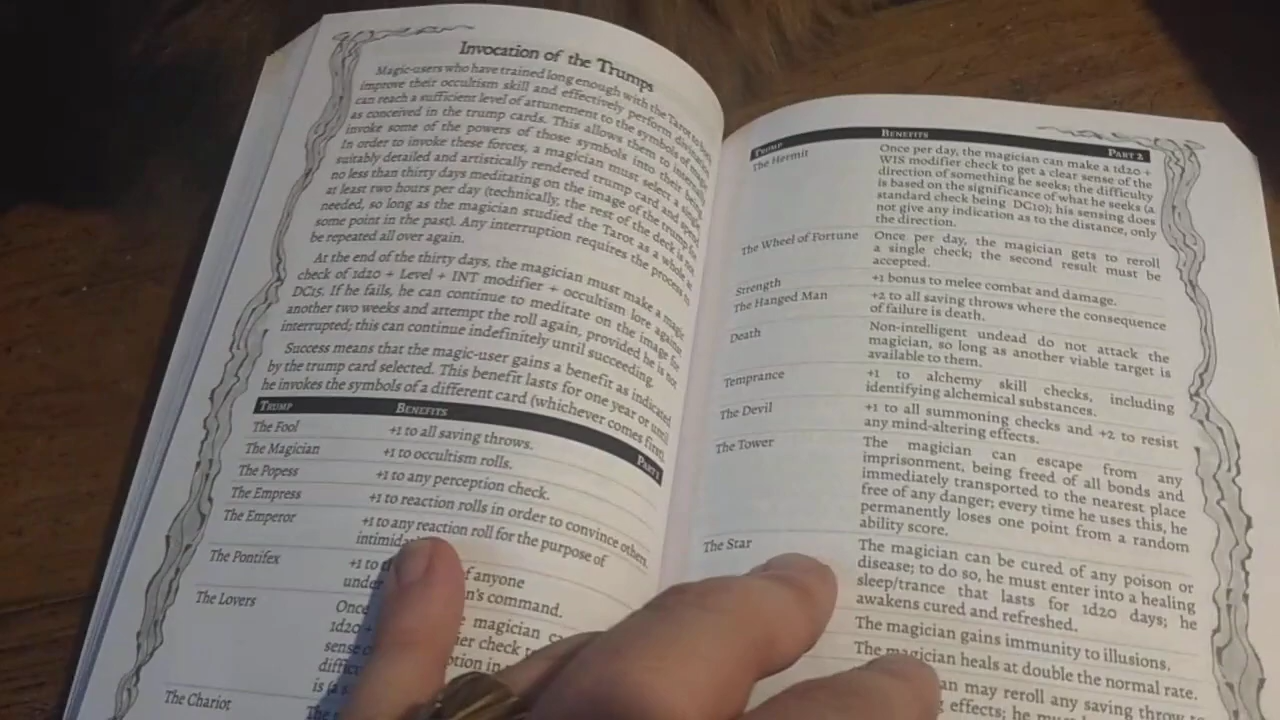 Invocation of the Trumps
Magic-users who have trained long enough with the Tarot to
improve their occultism skill and effectively perform
can reach a sufficient level of attunement to the symbols of
as conceived in the trump cards. This allows them to
invoke some of the powers of those symbols into their
In order to invoke these forces, a magician must select a single
suitably detailed and artistically rendered trump card and spend
no less than thirty days meditating on the image of the trump for
at least two hours per day (technically, the rest of the deck is not
needed, so long as the magician studied the Tarot as a whole at
some point in the past). Any interruption requires the process to
be repeated all over again.
At the end of the thirty days, the magician must make a magic
check of 1d20 + Level + INT modifier + occultism lore against
DC15. If he fails, he can continue to meditate on the image for
another two weeks and attempt the roll again, provided he is not
interrupted; this can continue indefinitely until succeeding.
Success means that the magic-user gains a benefit as indicated
by the trump card selected. This benefit lasts for one year or until
he invokes the symbols of a different card (whichever comes first).
Trump Benefits Part 1
The Fool +1 to all saving throws.
The Magician +1 to occultism rolls.
The Popess +1 to any perception check.
The Empress +1 to reaction rolls in order to convince others.
The Emperor +1 to any reaction roll for the purpose of
The Pontifex +1 to f anyone
under n's command.
The Lovers Once magician
1d20 + ier check to
sense
is
The Chariot
Trump Benefits Part 2
The Hermit Once per day, the magician can make a 1d20 +
WIS modifier check to get a clear sense of the
direction of something he seeks; the difficulty
is based on the significance of what he seeks (a
standard check being DC10); his sensing does
not give any indication as to the distance, only
the direction.
The Wheel of Fortune Once per day, the magician gets to reroll
a single check; the second result must be
accepted.
Strength +1 bonus to melee combat and damage.
The Hanged Man +2 to all saving throws where the consequence
of failure is death.
Death Non-intelligent undead do not attack the
magician, so long as another viable target is
available to them.
Temprance +1 to alchemy skill checks, including
identifying alchemical substances.
The Devil +1 to all summoning checks and +2 to resist
any mind-altering effects.
The Tower The magician can escape from any
imprisonment, being freed of all bonds and
immediately transported to the nearest place
free of any danger; every time he uses this, he
permanently loses one point from a random
ability score.
The Star The magician can be cured of any poison or
disease; to do so, he must enter into a healing
sleep/trance that lasts for 1d20 days; he
awakens cured and refreshed.
The magician gains immunity to illusions.
The magician heals at double the normal rate.
an may reroll any saving throw
effects; he must